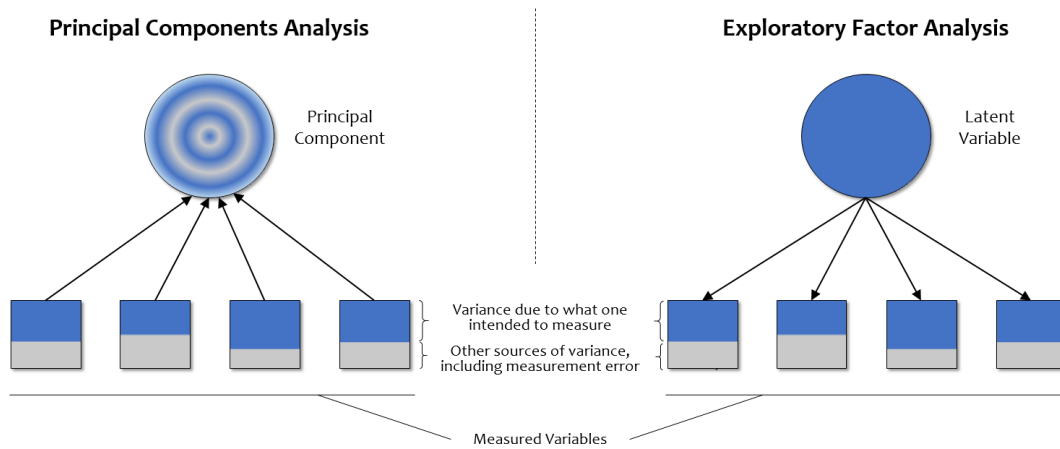 Principal Components Analysis
Exploratory Factor Analysis
Principal
Component
Latent
Variable
Variance due to what one
intended to measure
Other sources of variance,
including measurement error
Measured Variables